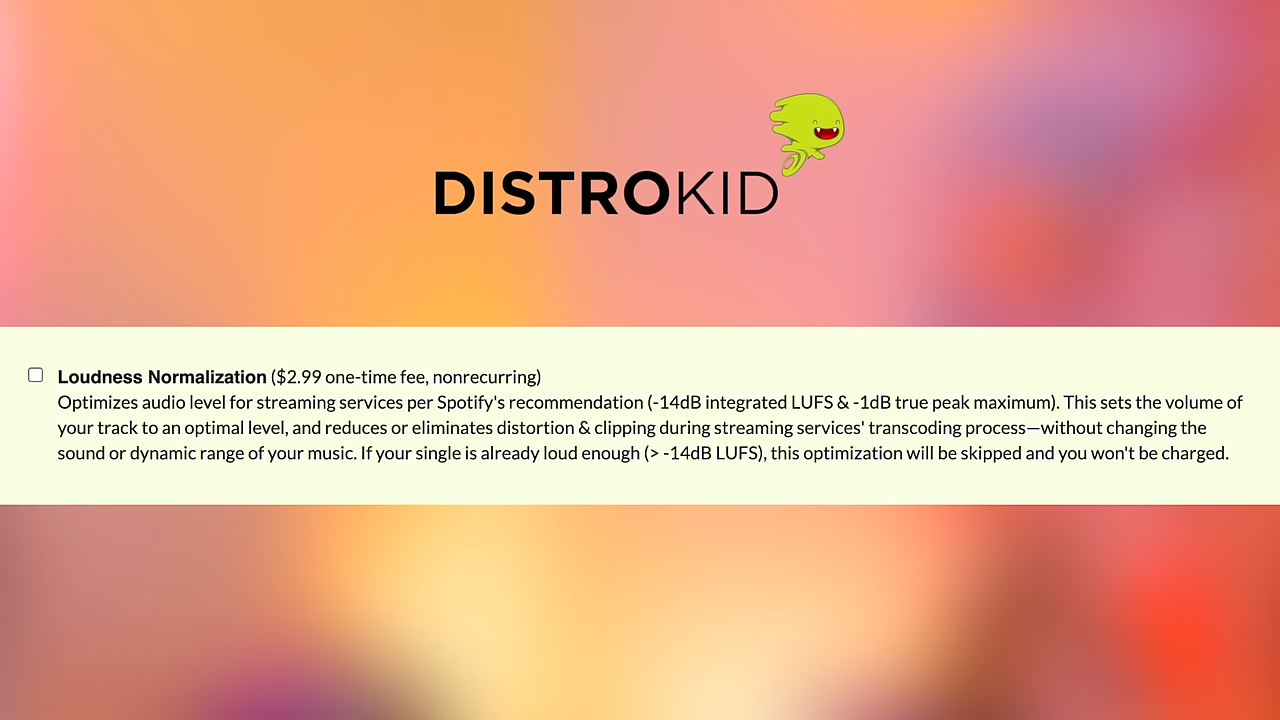 DISTROKID
Loudness Normalization ($2.99 one-time fee, nonrecurring)
Optimizes audio level for streaming services per Spotify's recommendation (-14dB integrated LUFS & -1dB true peak maximum). This sets the volume of
your track to an optimal level, and reduces or eliminates distortion & clipping during streaming services' transcoding process—without changing the
sound or dynamic range of your music. If your single is already loud enough (> -14dB LUFS), this optimization will be skipped and you won't be charged.